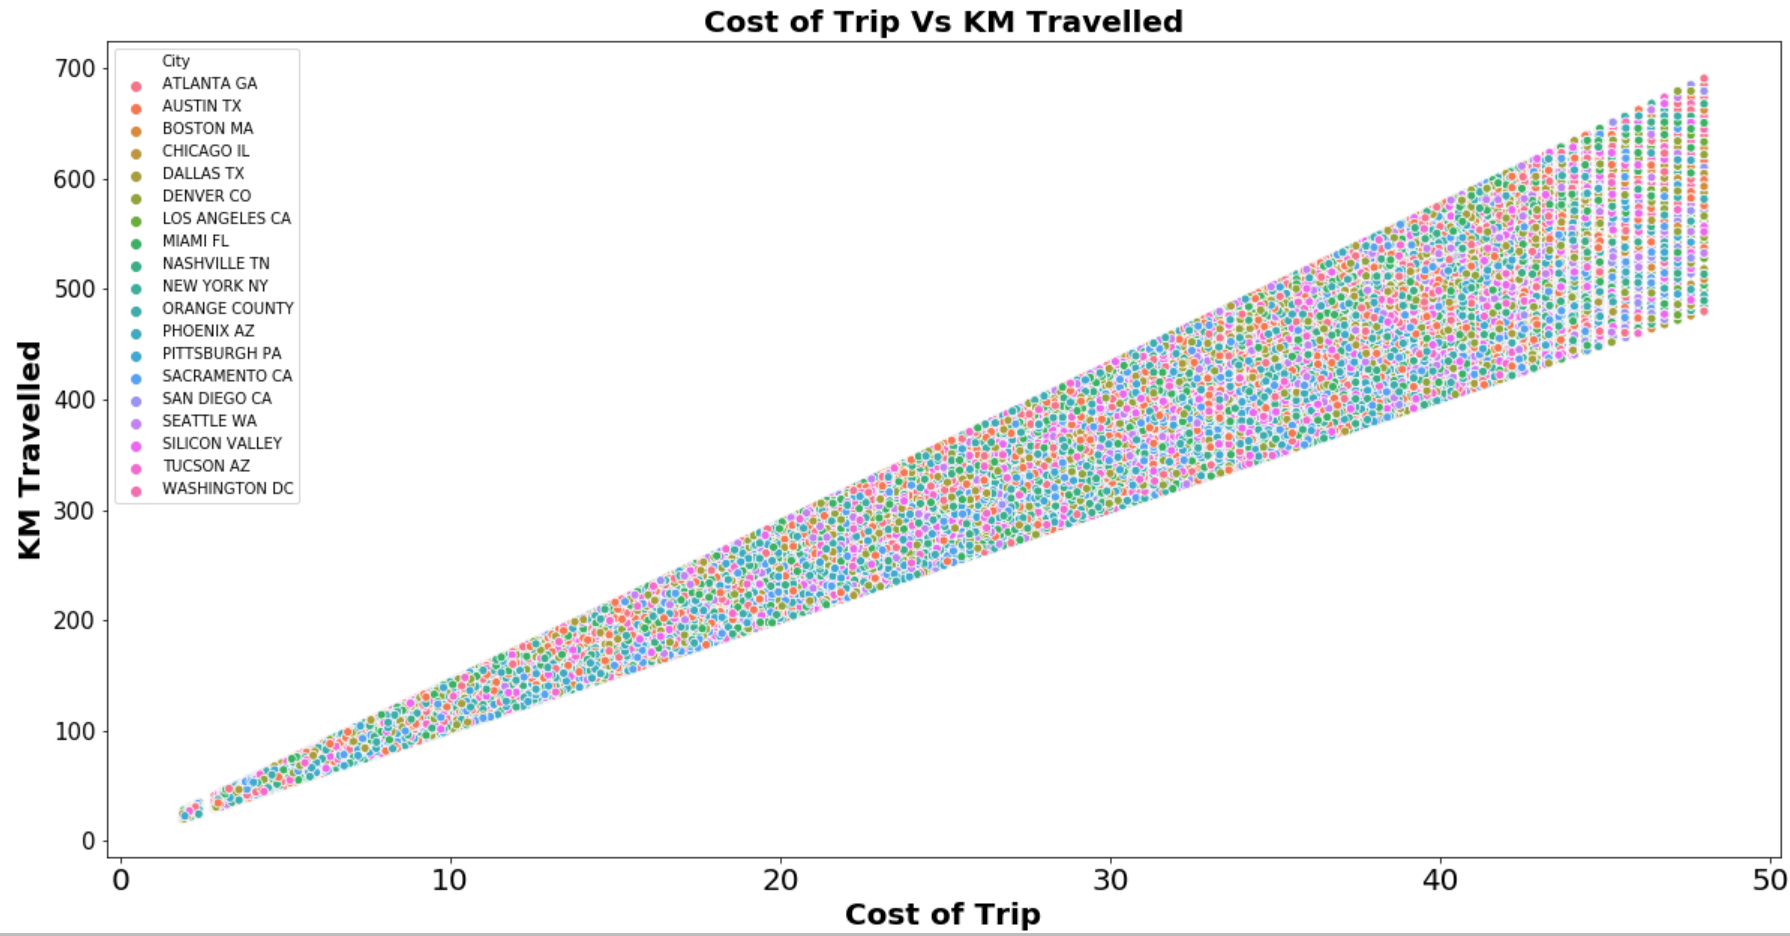 Cost of Trip Vs KM Travelled
City
ATLANTA GA
AUSTIN TX
BOSTON MA
CHICAGO IL
DALLAS TX
DENVER CO
LOS ANGELES CA
MIAMI FL
NASHVILLE TN
NEW YORK NY
ORANGE COUNTY
PHOENIX AZ
PITTSBURGH PA
SACRAMENTO CA
SAN DIEGO CA
SEATTLE WA
SILICON VALLEY
TUCSON AZ
WASHINGTON DC
KM Travelled
700
600
500
400
300
200
100
0
0 10 20 30 40 50
Cost of Trip